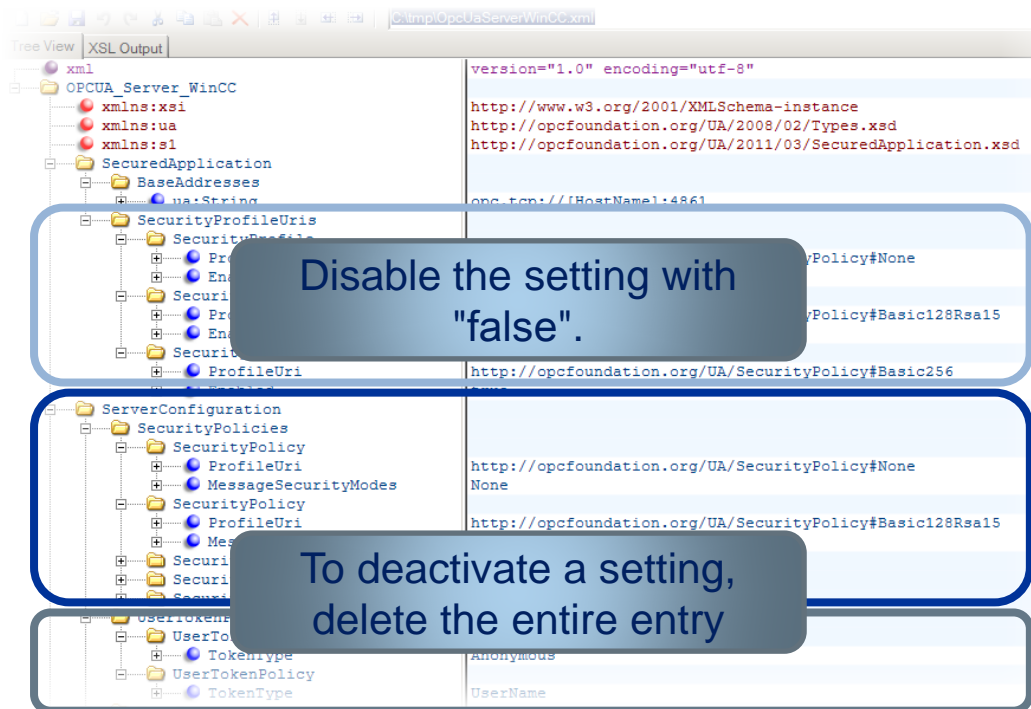 C:\tmp\OpcUaServerWinCC.xml
Tree View XSL Output
xml version="1.0" encoding="utf-8"
OPCUA_Server_WinCC
xmlns:xsi http://www.w3.org/2001/XMLSchema-instance
xmlns:ua http://opcfoundation.org/UA/2008/02/Types.xsd
xmlns:s1 http://opcfoundation.org/UA/2011/03/SecuredApplication.xsd
SecuredApplication
BaseAddresses
ua:String opc.tcp://[HostName]:4861
SecurityProfileUris
SecurityProfile
Policy#None
Disable the setting with
"false".
Policy#Basic128Rsa15
ProfileUri http://opcfoundation.org/UA/SecurityPolicy#Basic256
Enabled true
ServerConfiguration
SecurityPolicies
SecurityPolicy
ProfileUri http://opcfoundation.org/UA/SecurityPolicy#None
MessageSecurityModes None
SecurityPolicy
ProfileUri http://opcfoundation.org/UA/SecurityPolicy#Basic128Rsa15
To deactivate a setting,
delete the entire entry
TokenType Anonymous
UserTokenPolicy
TokenType UserName